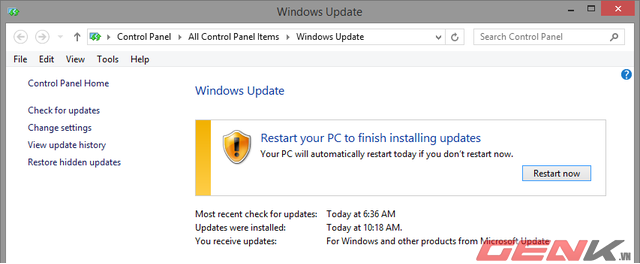 Windows Update
Control Panel
All Control Panel Items
Windows Update
Search Control Panel
File Edit View Tools Help
Control Panel Home
Check for updates
Change settings
View update history
Restore hidden updates
Windows Update
Restart your PC to finish installing updates
Your PC will automatically restart today if you don't restart now.
Restart now
Most recent check for updates: Today at 6:36 AM
Updates were installed: Today at 10:18 AM.
You receive updates: For Windows and other products from Microsoft Update
GENK.VN